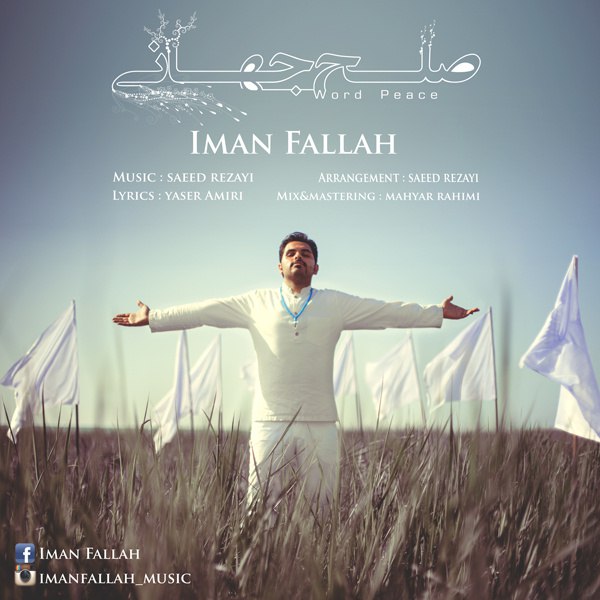 صلح جهانی
Word Peace
IMAN FALLAH
MUSIC : SAEED REZAYI
ARRANGEMENT : SAEED REZAYI
LYRICS : YASER AMIRI
MIX&MASTERING : MAHYAR RAHIMI
f IMAN FALLAH
IMANFALLAH_MUSIC